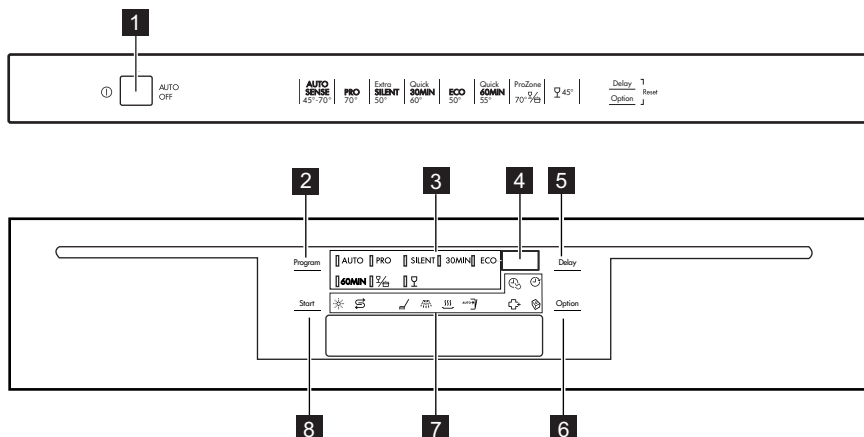 1
AUTO
OFF
AUTO
SENSE
45°-70°
PRO
70°
Extra
SILENT
50°
Quick
30MIN
60°
ECO
50°
Quick
60MIN
55°
ProZone
70°
45°
Delay
Option
Reset
2
3
4
5
Program
AUTO PRO SILENT 30MIN ECO
Delay
60MIN
Start
AUTO
Option
8
7
6